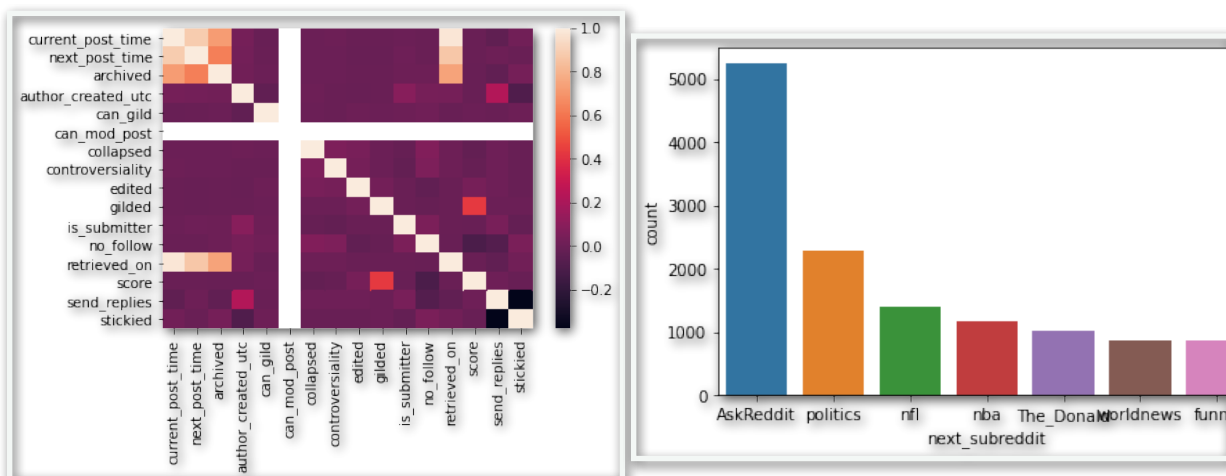 current_post_time
next_post_time
archived
author_created_utc
can_gild
can_mod_post
collapsed
controversiality
edited
gilded
is_submitter
no_follow
retrieved_on
score
send_replies
stickied
current_post_time
next_post_time
archived
author_created_utc
can_gild
can_mod_post
collapsed
controversiality
edited
gilded
is_submitter
no_follow
retrieved_on
score
send_replies
stickied
1.0
0.8
0.6
0.4
0.2
0.0
−0.2
5000
4000
3000
2000
1000
0
count
AskReddit politics nfl nba The_Donald worldnews funn
next_subreddit